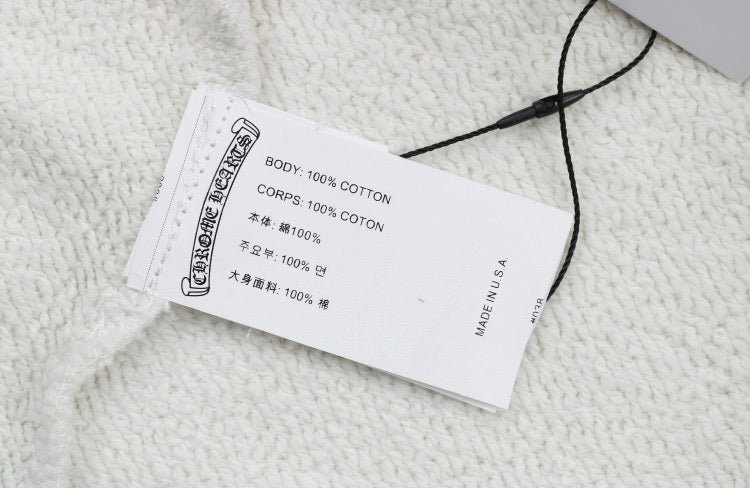 CHROME HEARTS
BODY: 100% COTTON
CORPS: 100% COTON
本体: 綿100%
주요부: 100% 면
大身面料: 100% 棉
MADE IN U.S.A
#038